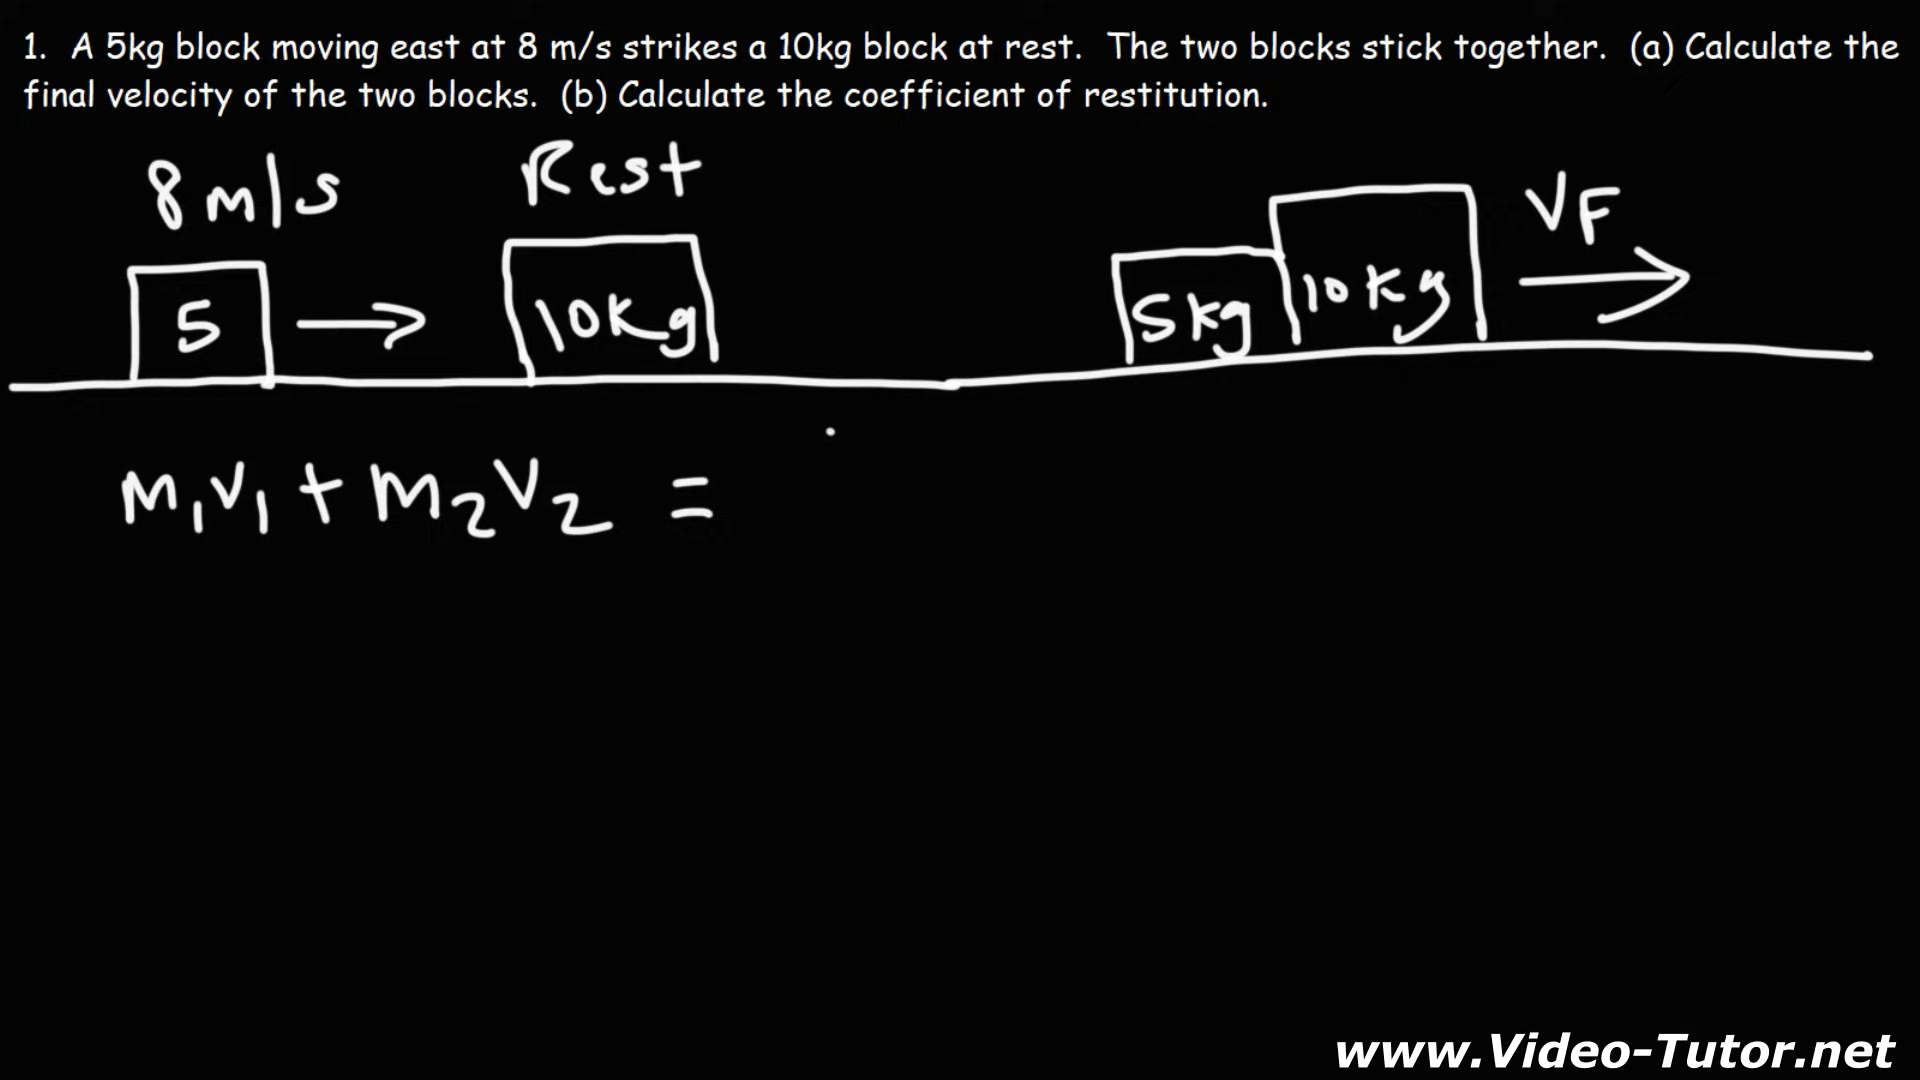 1. A 5kg block moving east at 8 m/s strikes a 10kg block at rest. The two blocks stick together. (a) Calculate the
final velocity of the two blocks. (b) Calculate the coefficient of restitution.
8 m/s Rest VF
5 10kg 5kg 10kg
m₁v₁ + m₂v₂ =
www.Video-Tutor.net